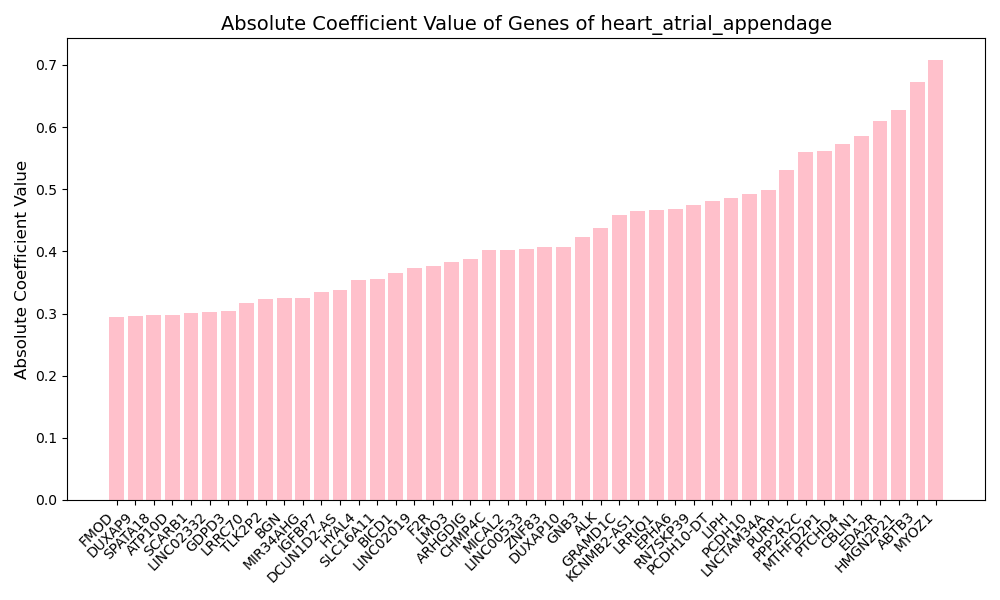 Absolute Coefficient Value of Genes of heart_atrial_appendage
Absolute Coefficient Value
0.7
0.6
0.5
0.4
0.3
0.2
0.1
0.0
FMOD
DUXAP9
SPATA18
ATP10D
SCARB1
LINC02332
GDPD3
LRRC70
TLK2P2
BGN
MIR34AHG
IGFBP7
DCUN1D2-AS
HYAL4
SLC16A11
BICD1
LINC02019
F2R
LMO3
ARHGDIG
CHMP4C
MICAL2
LINC00533
ZNF83
DUXAP10
GNB3
ALK
GRAMD1C
KCNMB2-AS1
LRRIQ1
EPHA6
RN7SKP39
PCDH10-DT
LIPH
PCDH10
LNCTAM34A
PURPL
PPP2R2C
MTHFD2P1
PTCHD4
CBLN1
EDA2R
HMGN2P21
ABTB3
MYOZ1